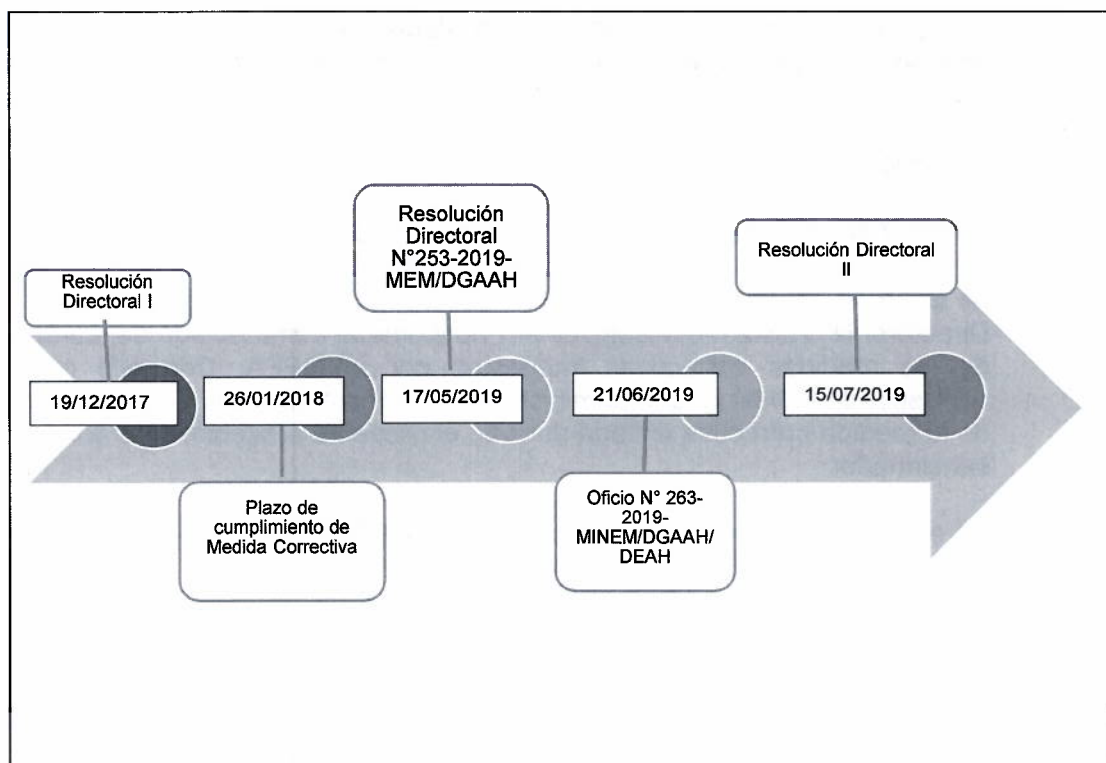 Resolución
Directoral I
19/12/2017
26/01/2018
Plazo de
cumplimiento de
Medida Correctiva
Resolución
Directoral
N°253-2019-
MEM/DGAAH
17/05/2019
21/06/2019
Oficio N° 263-
2019-
MINEM/DGAAH/
DEAH
Resolución Directoral
II
15/07/2019